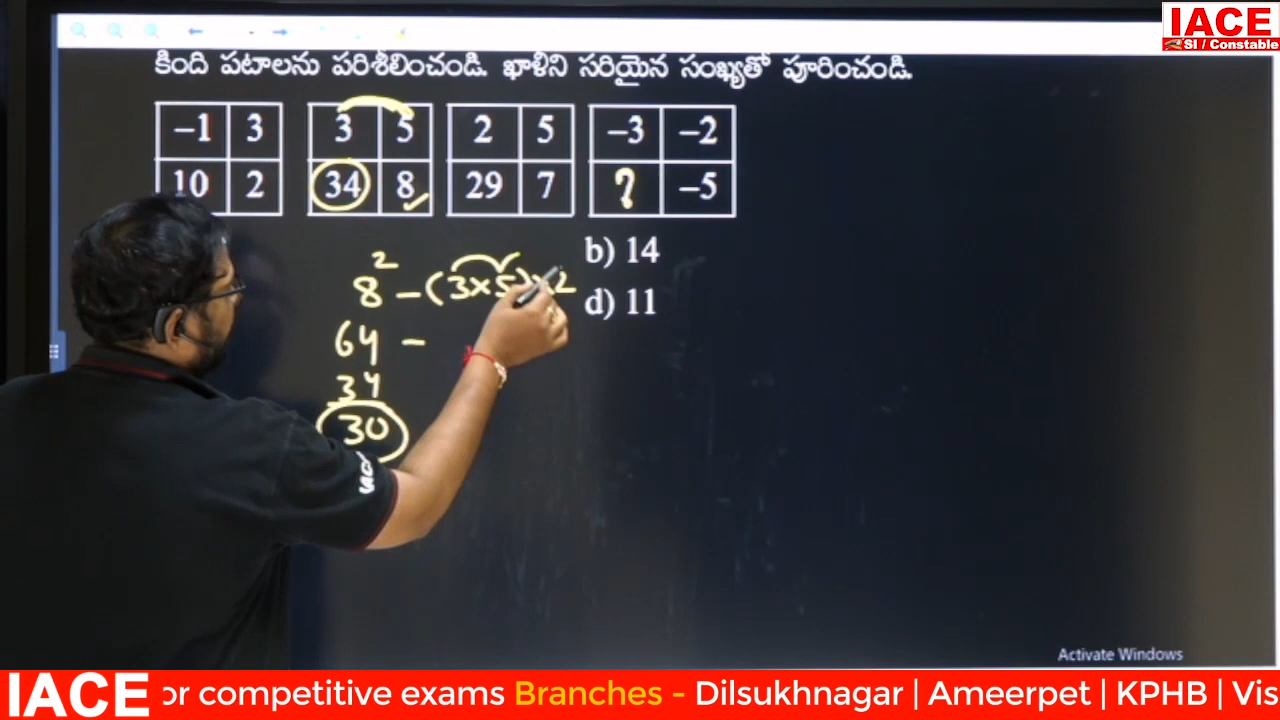 IACE
SI / Constable
కింది పటాలను పరిశీలించండి. ఖాళీని సరియైన సంఖ్యతో పూరించండి.
–1 3 3 5 2 5 –3 –2
10 2 34 8 29 7 ? –5
b) 14
8² – (3×5)×2
d) 11
64 –
34
30
Activate Windows
IACE or competitive exams Branches - Dilsukhnagar | Ameerpet | KPHB | Vis